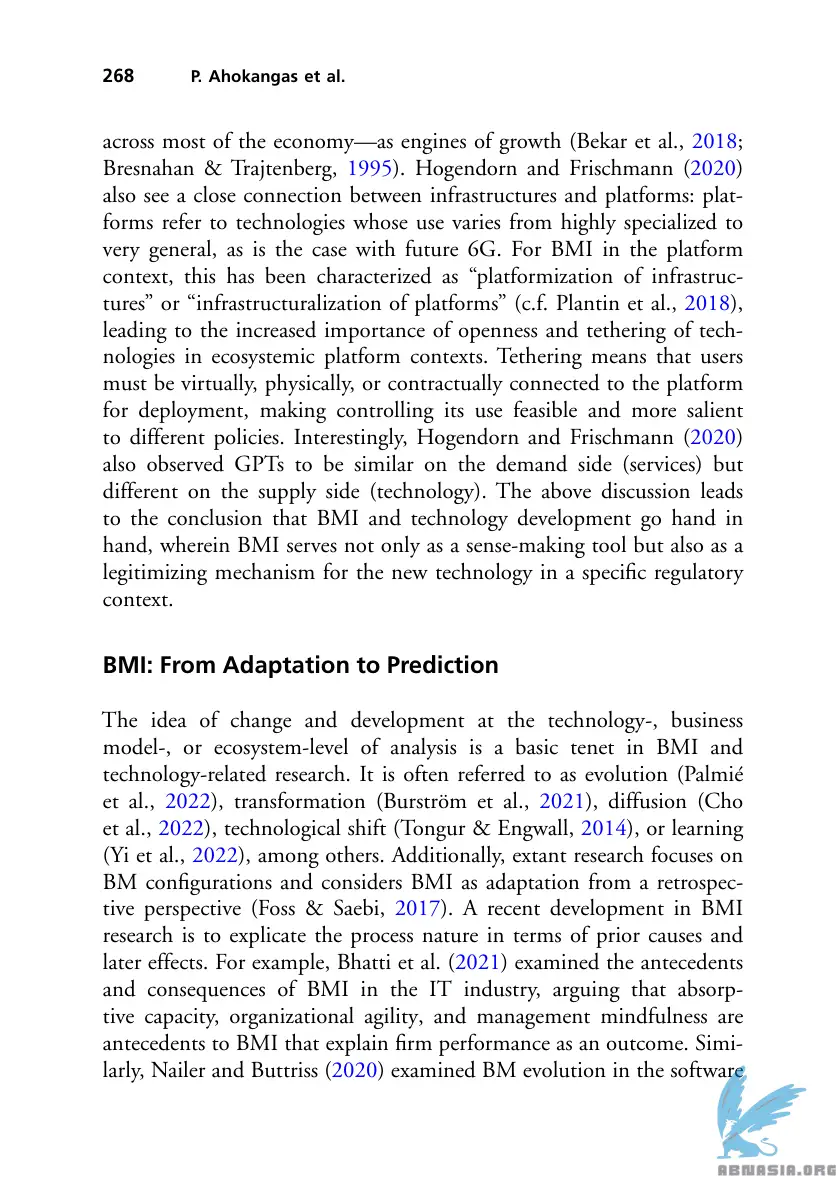 268 P. Ahokangas et al.
across most of the economy—as engines of growth (Bekar et al., 2018;
Bresnahan & Trajtenberg, 1995). Hogendorn and Frischmann (2020)
also see a close connection between infrastructures and platforms: plat-
forms refer to technologies whose use varies from highly specialized to
very general, as is the case with future 6G. For BMI in the platform
context, this has been characterized as “platformization of infrastruc-
tures” or “infrastructuralization of platforms” (c.f. Plantin et al., 2018),
leading to the increased importance of openness and tethering of tech-
nologies in ecosystemic platform contexts. Tethering means that users
must be virtually, physically, or contractually connected to the platform
for deployment, making controlling its use feasible and more salient
to different policies. Interestingly, Hogendorn and Frischmann (2020)
also observed GPTs to be similar on the demand side (services) but
different on the supply side (technology). The above discussion leads
to the conclusion that BMI and technology development go hand in
hand, wherein BMI serves not only as a sense-making tool but also as a
legitimizing mechanism for the new technology in a specific regulatory
context.
BMI: From Adaptation to Prediction
The idea of change and development at the technology-, business
model-, or ecosystem-level of analysis is a basic tenet in BMI and
technology-related research. It is often referred to as evolution (Palmié
et al., 2022), transformation (Burström et al., 2021), diffusion (Cho
et al., 2022), technological shift (Tongur & Engwall, 2014), or learning
(Yi et al., 2022), among others. Additionally, extant research focuses on
BM configurations and considers BMI as adaptation from a retrospec-
tive perspective (Foss & Saebi, 2017). A recent development in BMI
research is to explicate the process nature in terms of prior causes and
later effects. For example, Bhatti et al. (2021) examined the antecedents
and consequences of BMI in the IT industry, arguing that absorp-
tive capacity, organizational agility, and management mindfulness are
antecedents to BMI that explain firm performance as an outcome. Simi-
larly, Nailer and Buttriss (2020) examined BM evolution in the software
ABNASIA.ORG